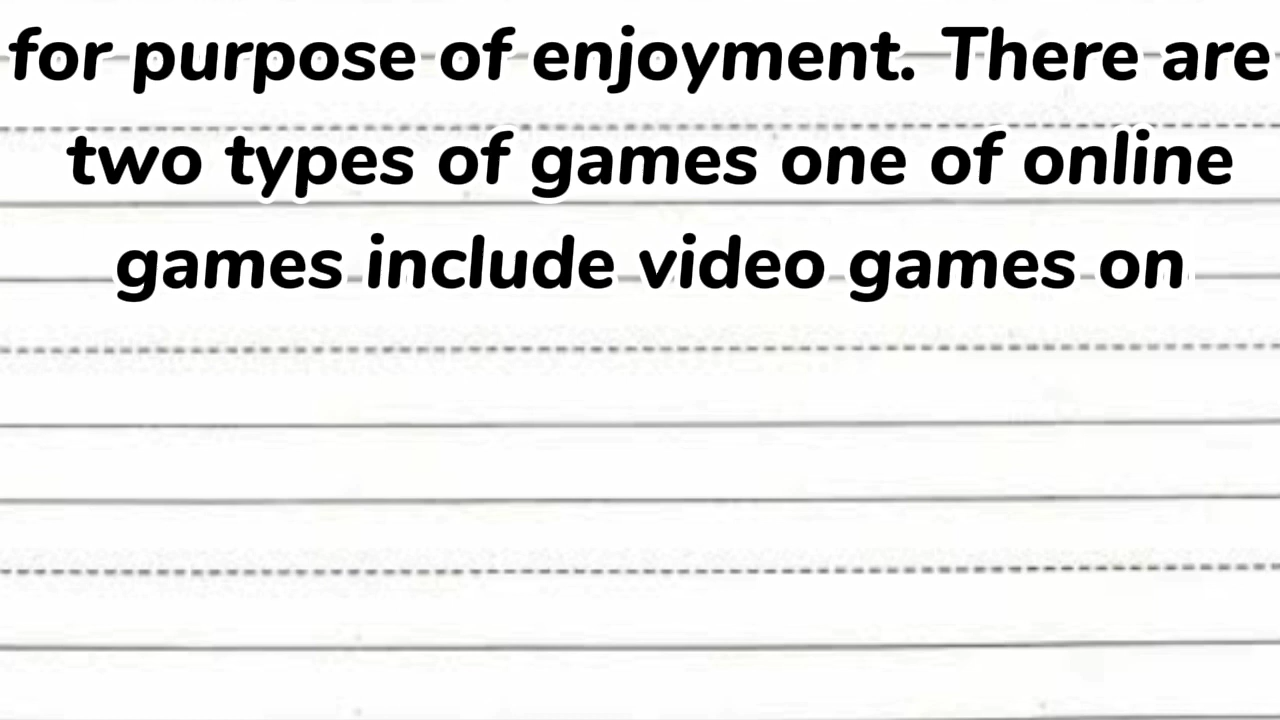 for purpose of enjoyment. There are
two types of games one of online
games include video games on